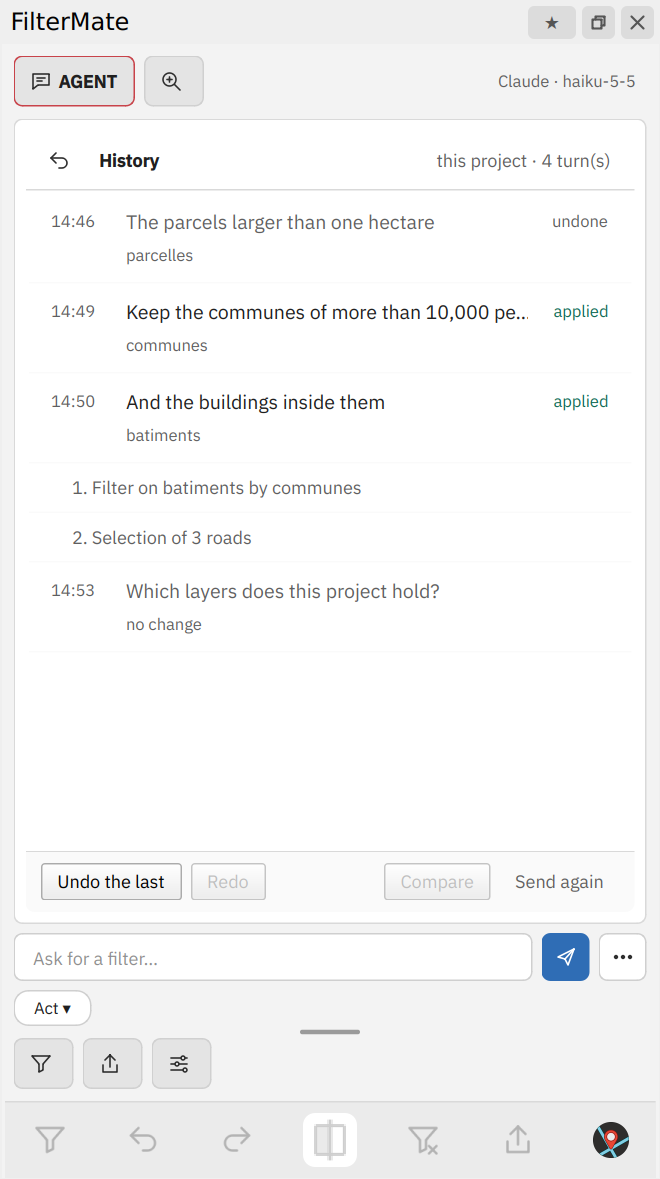 FilterMate
AGENT
Claude · haiku-5-5
History
this project · 4 turn(s)
14:46
The parcels larger than one hectare
undone
parcelles
14:49
Keep the communes of more than 10,000 pe...
applied
communes
14:50
And the buildings inside them
applied
batiments
1. Filter on batiments by communes
2. Selection of 3 roads
14:53
Which layers does this project hold?
no change
Undo the last
Redo
Compare
Send again
Ask for a filter...
Act ▾